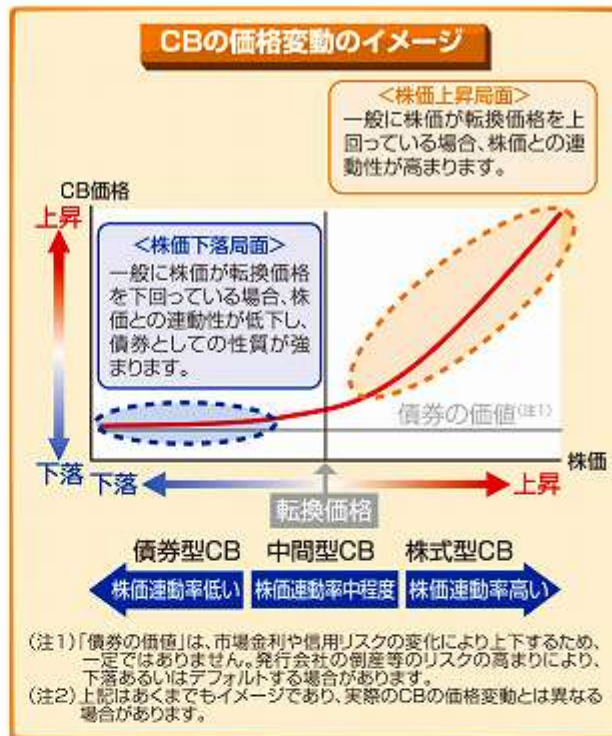 CBの価格変動のイメージ
＜株価上昇局面＞
一般に株価が転換価格を上
回っている場合、株価との連
動性が高まります。
CB価格
上昇
＜株価下落局面＞
一般に株価が転換価格
を下回っている場合、株
価との連動性が低下し、
債券としての性質が強
まります。
債券の価値(注1)
下落
下落
株価
上昇
転換価格
債券型CB 中間型CB 株式型CB
株価連動率低い 株価連動率中程度 株価連動率高い
(注1)「債券の価値」は、市場金利や信用リスクの変化により上下するため、
一定ではありません。発行会社の倒産等のリスクの高まりにより、
下落あるいはデフォルトする場合があります。
(注2)上記はあくまでもイメージであり、実際のCBの価格変動とは異なる
場合があります。